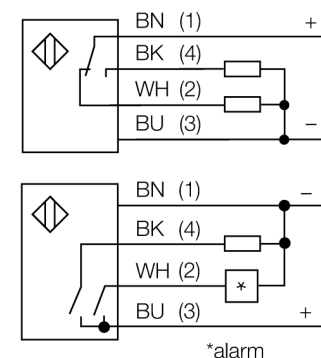 BN (1) +
BK (4)
WH (2)
BU (3) −
BN (1) −
BK (4)
WH (2) *
BU (3) +
*alarm